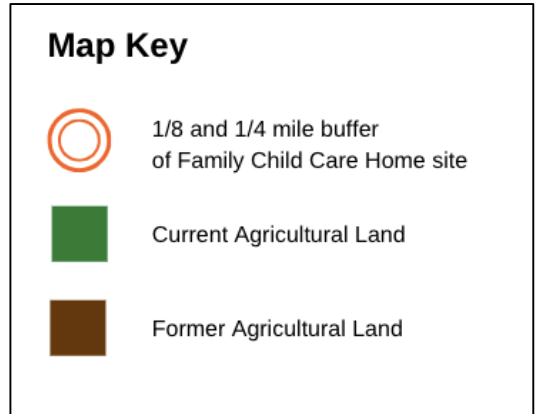 Map Key
1/8 and 1/4 mile buffer
of Family Child Care Home site
Current Agricultural Land
Former Agricultural Land